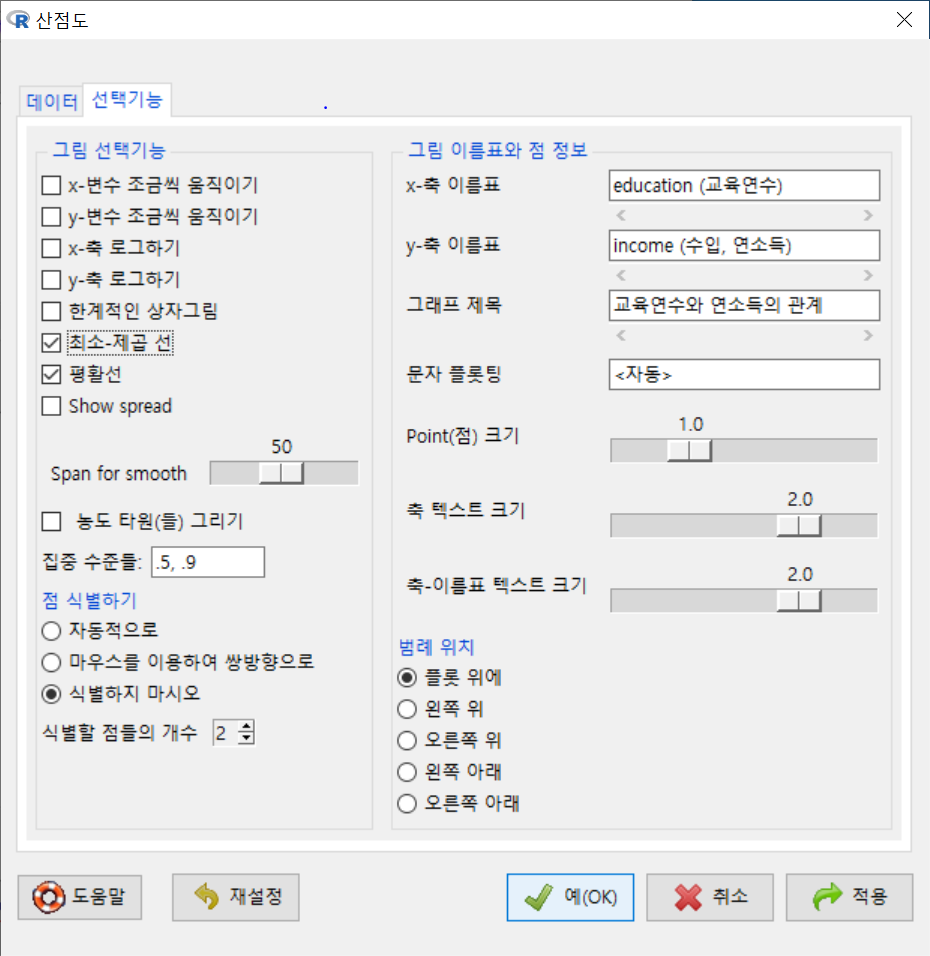 산점도
데이터
선택기능
그림 선택기능
x-변수 조금씩 움직이기
y-변수 조금씩 움직이기
x-축 로그하기
y-축 로그하기
한계적인 상자그림
최소-제곱 선
평활선
Show spread
50
Span for smooth
농도 타원(들) 그리기
집중 수준들: .5, .9
점 식별하기
자동적으로
마우스를 이용하여 쌍방향으로
식별하지 마시오
식별할 점들의 개수 2
그림 이름표와 점 정보
x-축 이름표 education (교육연수)
y-축 이름표 income (수입, 연소득)
그래프 제목 교육연수와 연소득의 관계
문자 플롯팅 <자동>
1.0
Point(점) 크기
2.0
축 텍스트 크기
2.0
축-이름표 텍스트 크기
범례 위치
플롯 위에
왼쪽 위
오른쪽 위
왼쪽 아래
오른쪽 아래
도움말
재설정
예(OK)
취소
적용